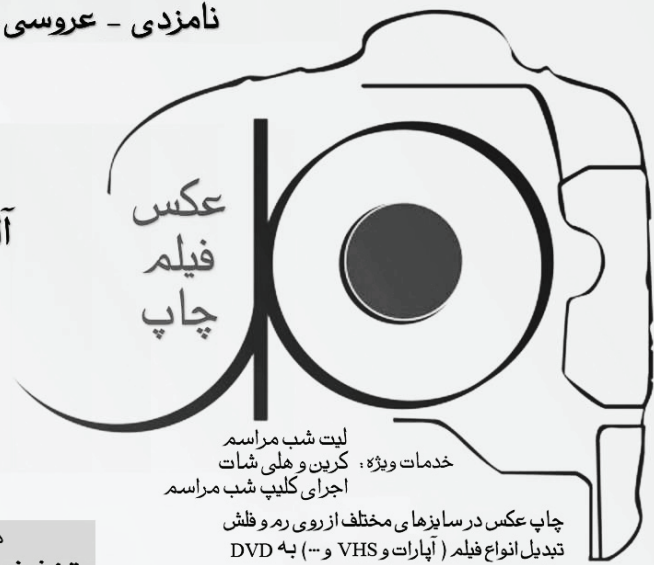 نامزدی - عروسی
عکس
فیلم
چاپ
لیت شب مراسم
خدمات ویژه: کرین و هلی شات
اجرای کلیپ شب مراسم
چاپ عکس در سایزهای مختلف از روی رم و فلش
تبدیل انواع فیلم ( آپارات و VHS و ...) به DVD